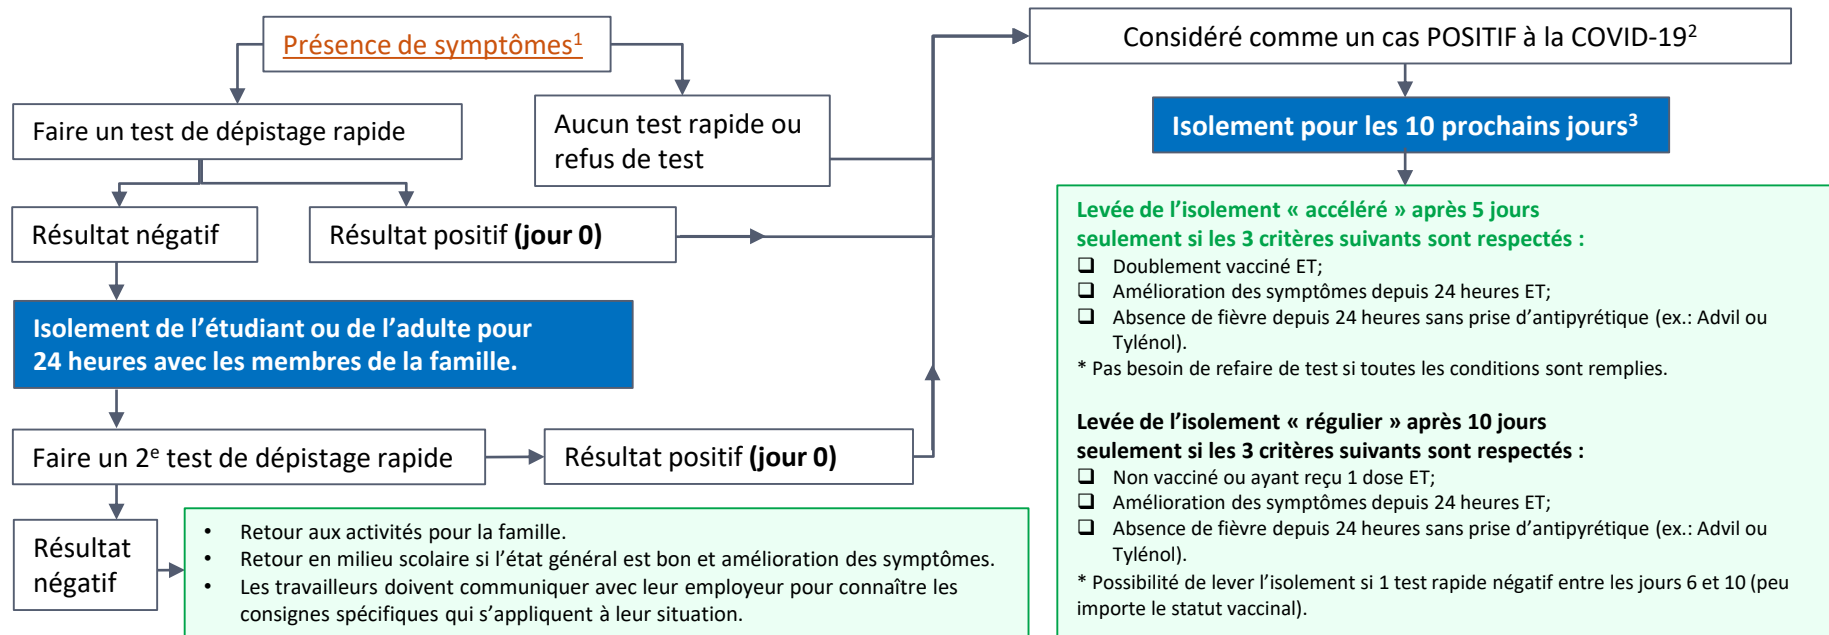 Présence de symptômes¹
Faire un test de dépistage rapide
Aucun test rapide ou
refus de test
Résultat négatif
Résultat positif (jour 0)
Isolement de l’étudiant ou de l’adulte pour
24 heures avec les membres de la famille.
Faire un 2e test de dépistage rapide
Résultat positif (jour 0)
Résultat
négatif
• Retour aux activités pour la famille.
• Retour en milieu scolaire si l’état général est bon et amélioration des symptômes.
• Les travailleurs doivent communiquer avec leur employeur pour connaître les
consignes spécifiques qui s’appliquent à leur situation.
Considéré comme un cas POSITIF à la COVID-19²
Isolement pour les 10 prochains jours³
Levée de l’isolement « accéléré » après 5 jours
seulement si les 3 critères suivants sont respectés :
❑ Doublement vacciné ET;
❑ Amélioration des symptômes depuis 24 heures ET;
❑ Absence de fièvre depuis 24 heures sans prise d’antipyrétique (ex.: Advil ou
Tylénol).
* Pas besoin de refaire de test si toutes les conditions sont remplies.
Levée de l’isolement « régulier » après 10 jours
seulement si les 3 critères suivants sont respectés :
❑ Non vacciné ou ayant reçu 1 dose ET;
❑ Amélioration des symptômes depuis 24 heures ET;
❑ Absence de fièvre depuis 24 heures sans prise d’antipyrétique (ex.: Advil ou
Tylénol).
* Possibilité de lever l’isolement si 1 test rapide négatif entre les jours 6 et 10 (peu
importe le statut vaccinal).